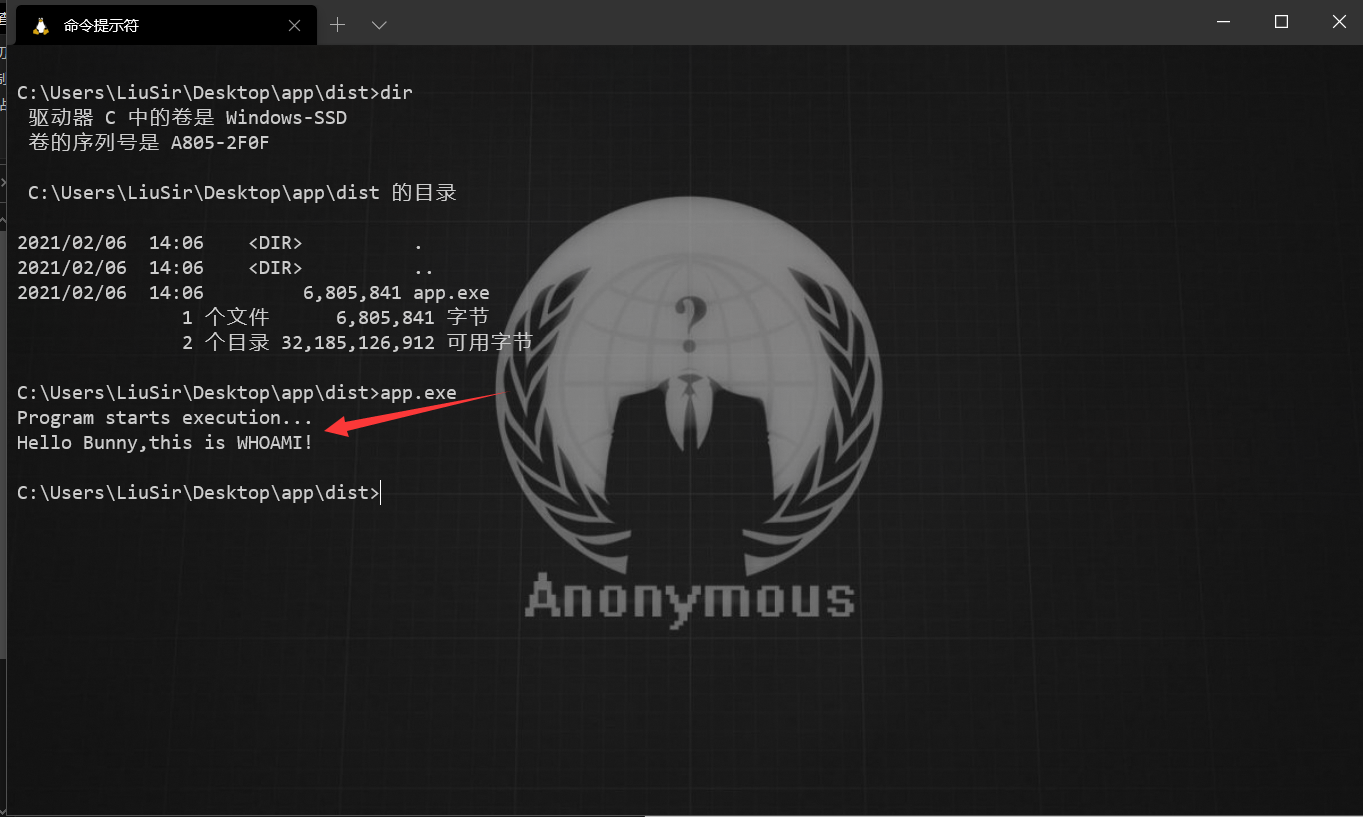 命令提示符
C:\Users\LiuSir\Desktop\app\dist>dir
驱动器 C 中的卷是 Windows-SSD
卷的序列号是 A805-2F0F
C:\Users\LiuSir\Desktop\app\dist 的目录
2021/02/06  14:06    <DIR>          .
2021/02/06  14:06    <DIR>          ..
2021/02/06  14:06         6,805,841 app.exe
1 个文件      6,805,841 字节
2 个目录 32,185,126,912 可用字节
C:\Users\LiuSir\Desktop\app\dist>app.exe
Program starts execution...
Hello Bunny,this is WHOAMI!
C:\Users\LiuSir\Desktop\app\dist>
?
Anonymous